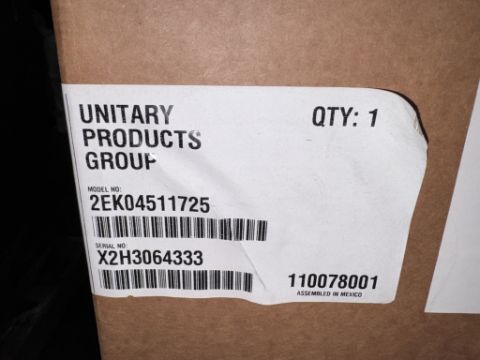 UNITARY
PRODUCTS
GROUP
QTY: 1
MODEL NO:
2EK04511725
SERIAL NO:
X2H3064333
110078001
ASSEMBLED IN MEXICO